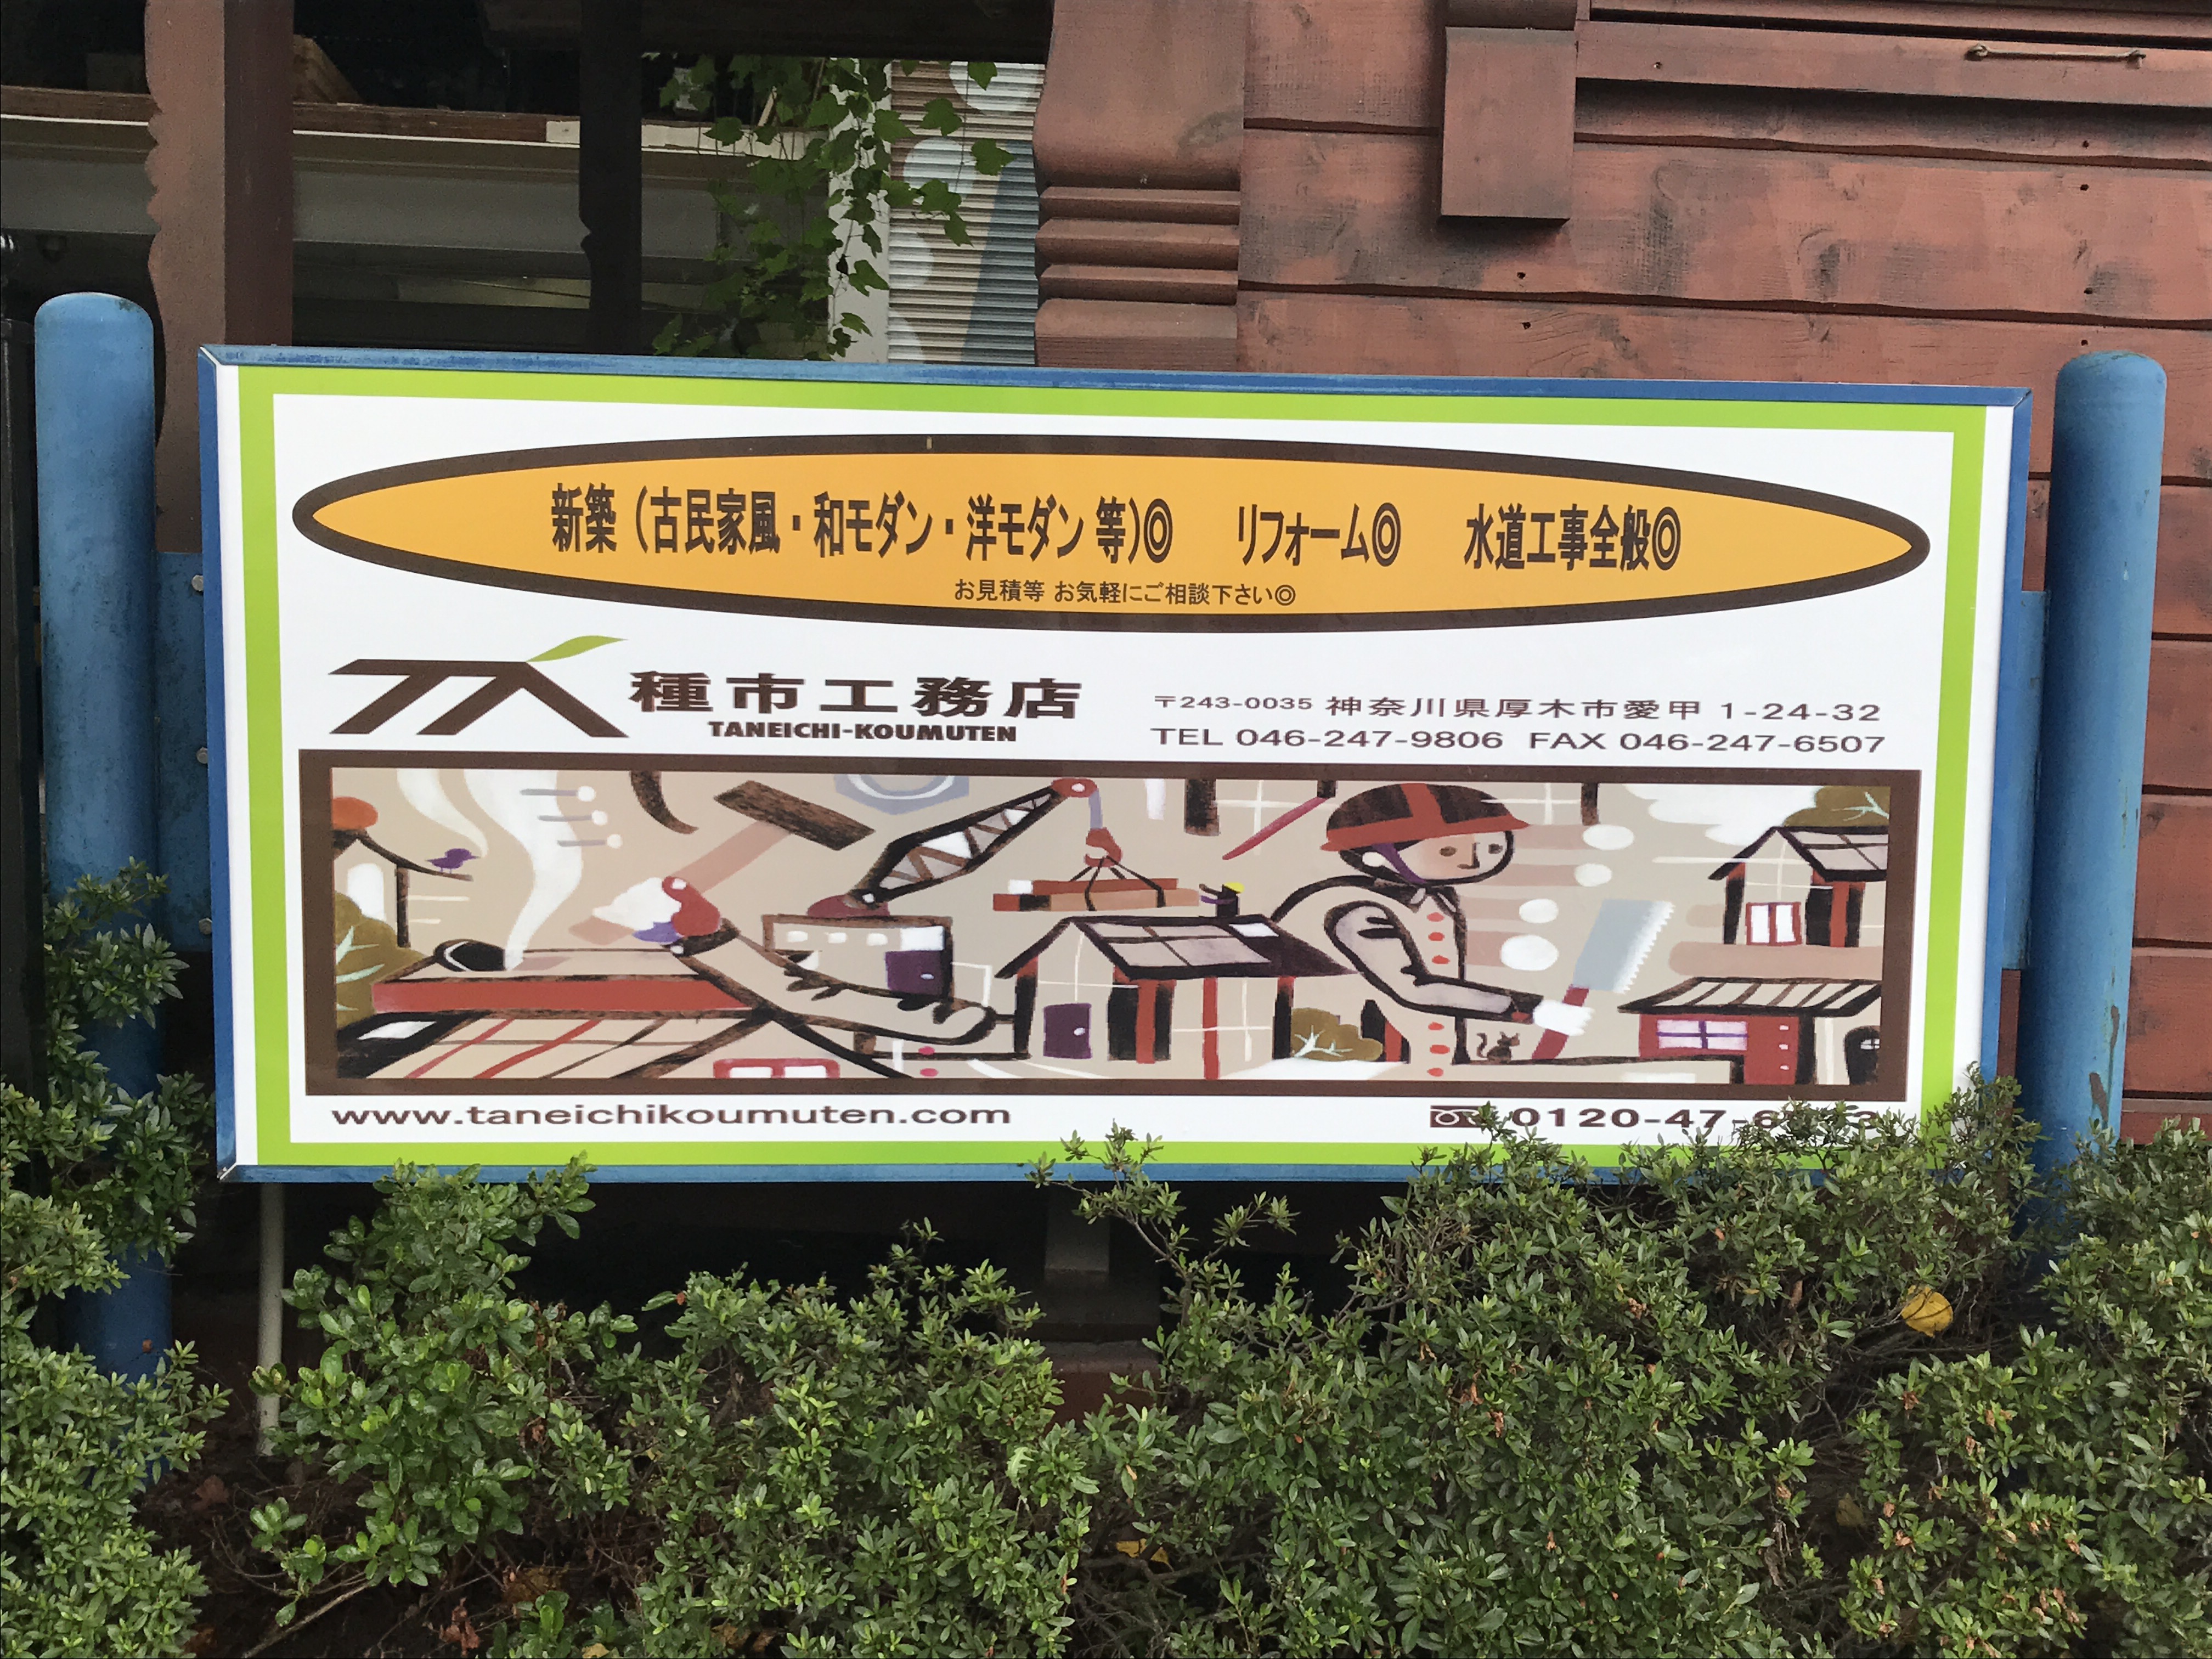 新築（古民家風・和モダン・洋モダン 等)◎　リフォーム◎　水道工事全般◎
お見積等 お気軽にご相談下さい◎
種市工務店
TANEICHI-KOUMUTEN
〒243-0035 神奈川県厚木市愛甲 1-24-32
TEL 046-247-9806 FAX 046-247-6507
www.taneichikoumuten.com